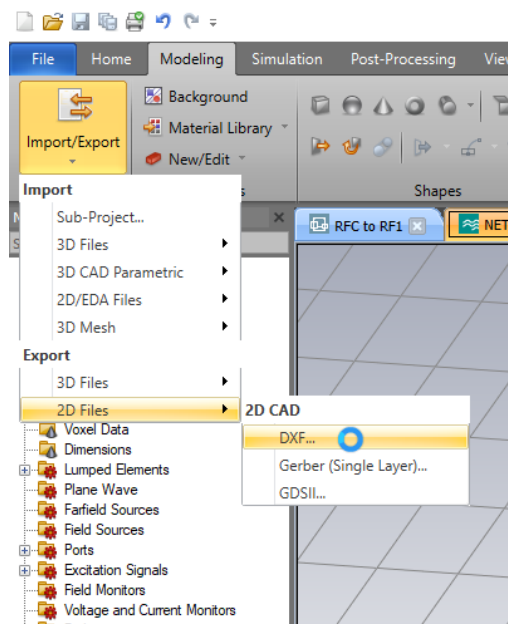 File Home Modeling Simulation Post-Processing View
Import/Export
Background
Material Library
New/Edit
Shapes
Import
Sub-Project...
3D Files
3D CAD Parametric
2D/EDA Files
3D Mesh
Export
3D Files
2D Files
RFC to RF1
NET
2D CAD
DXF...
Gerber (Single Layer)...
GDSII...
Voxel Data
Dimensions
Lumped Elements
Plane Wave
Farfield Sources
Field Sources
Ports
Excitation Signals
Field Monitors
Voltage and Current Monitors